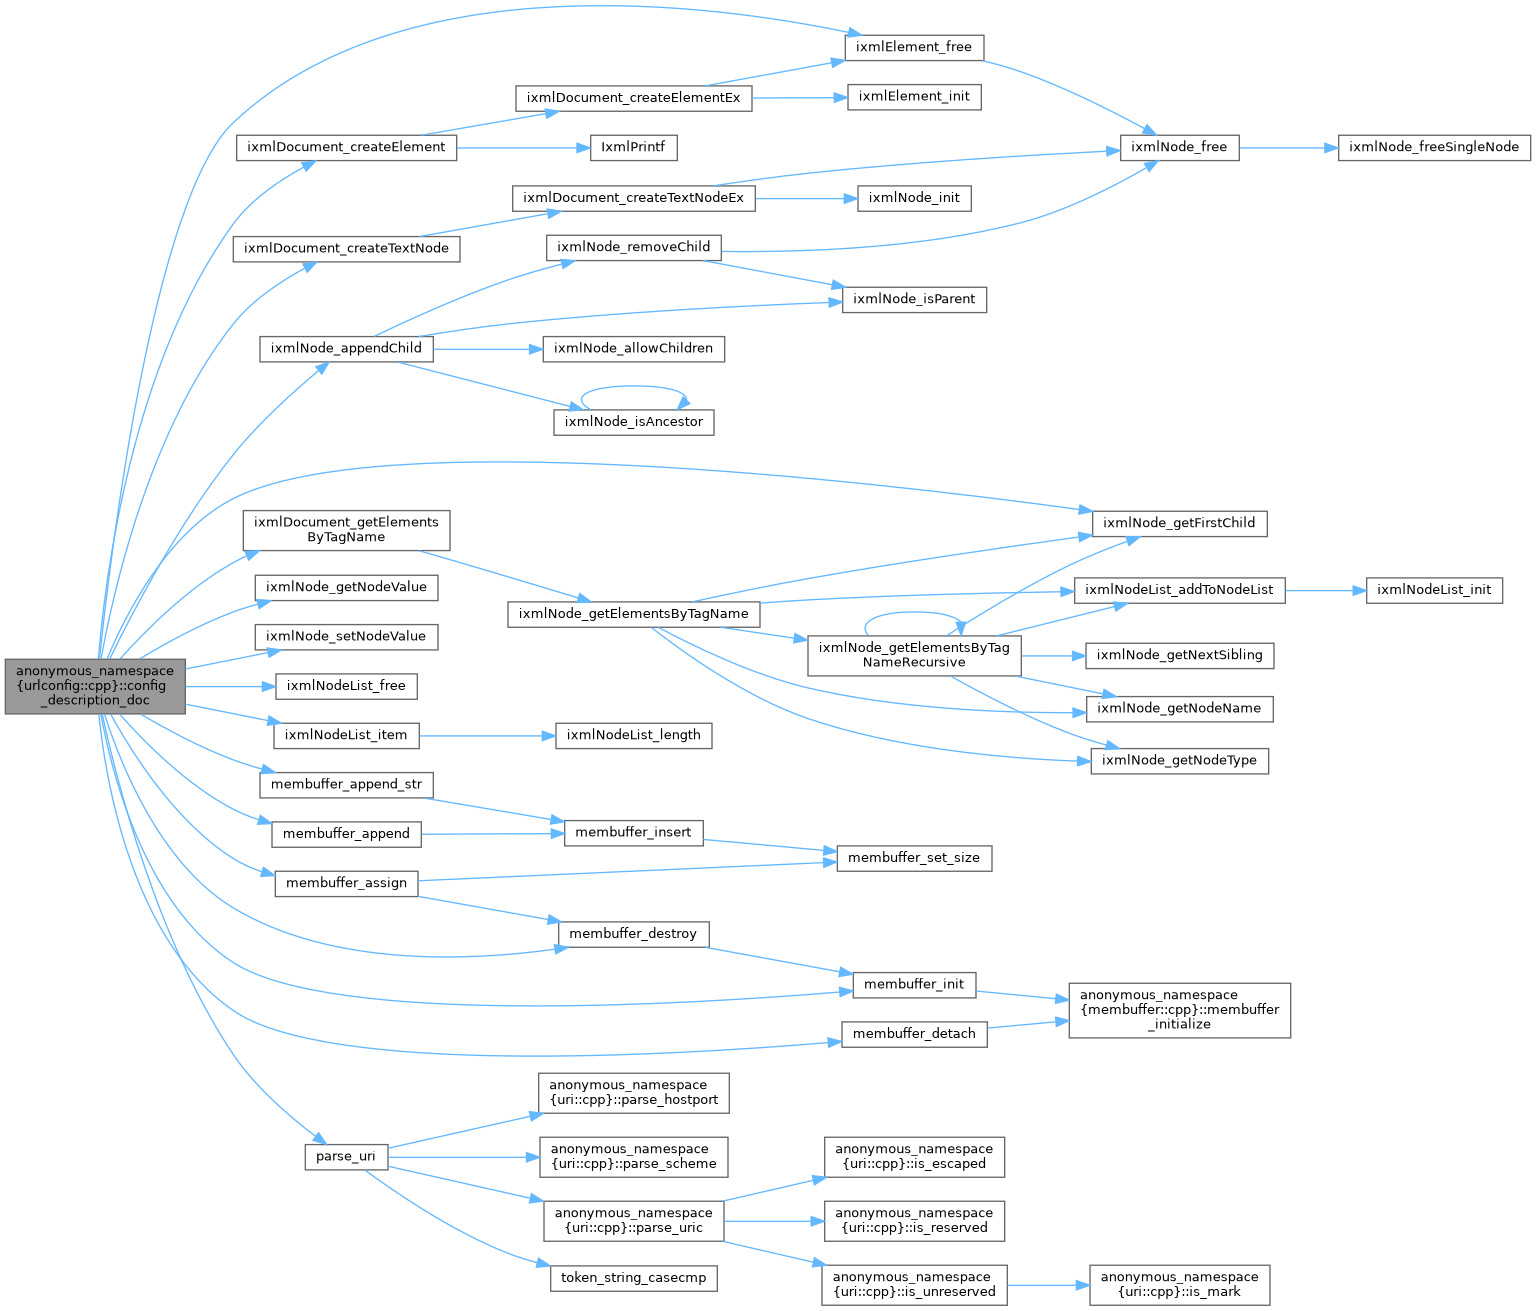 ixmlElement_free
ixmlDocument_createElementEx
ixmlElement_init
ixmlDocument_createElement
IxmlPrintf
ixmlNode_free
ixmlNode_freeSingleNode
ixmlDocument_createTextNodeEx
ixmlNode_init
ixmlDocument_createTextNode
ixmlNode_removeChild
ixmlNode_isParent
ixmlNode_appendChild
ixmlNode_allowChildren
ixmlNode_isAncestor
ixmlNode_getFirstChild
ixmlDocument_getElements
ByTagName
ixmlNode_getNodeValue
ixmlNodeList_addToNodeList
ixmlNodeList_init
ixmlNode_getElementsByTagName
ixmlNode_setNodeValue
ixmlNode_getElementsByTag
NameRecursive
ixmlNode_getNextSibling
anonymous_namespace
{urlconfig::cpp}::config
_description_doc
ixmlNodeList_free
ixmlNode_getNodeName
ixmlNodeList_item
ixmlNodeList_length
ixmlNode_getNodeType
membuffer_append_str
membuffer_append
membuffer_insert
membuffer_set_size
membuffer_assign
membuffer_destroy
membuffer_init
anonymous_namespace
{membuffer::cpp}::membuffer
_initialize
membuffer_detach
anonymous_namespace
{uri::cpp}::parse_hostport
parse_uri
anonymous_namespace
{uri::cpp}::parse_scheme
anonymous_namespace
{uri::cpp}::is_escaped
anonymous_namespace
{uri::cpp}::parse_uric
anonymous_namespace
{uri::cpp}::is_reserved
token_string_casecmp
anonymous_namespace
{uri::cpp}::is_unreserved
anonymous_namespace
{uri::cpp}::is_mark